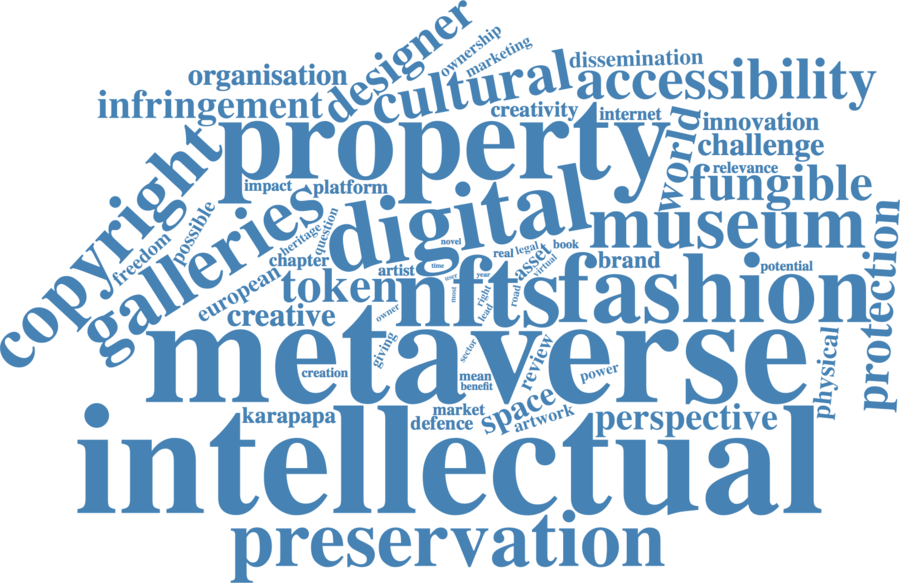 ownership
designer
marketing
dissemination
organisation
cultural
accessibility
infringement
creativity
internet
property
world
innovation
challenge
copyright
relevance
impact
platform
fungible
galleries
digital
museum
possible
freedom
heritage
question
novel
real
legal
book
protection
chapter
european
artist
time
user
year
asset
virtual
brand
potential
token
nfts
mood
right
road
fashion
creative
owner
lead
metaverse
giving
sector
review
physical
creation
mean
benefit
power
karapapa
market
defence
space
artwork
perspective
intellectual
preservation